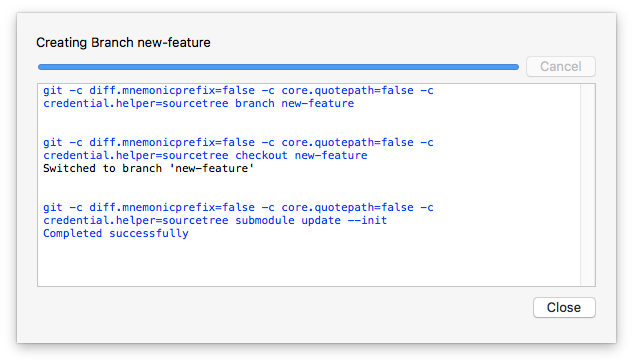 Creating Branch new-feature
Cancel
git -c diff.mnemonicprefix=false -c core.quotepath=false -c
credential.helper=sourcetree branch new-feature
git -c diff.mnemonicprefix=false -c core.quotepath=false -c
credential.helper=sourcetree checkout new-feature
Switched to branch 'new-feature'
git -c diff.mnemonicprefix=false -c core.quotepath=false -c
credential.helper=sourcetree submodule update --init
Completed successfully
Close